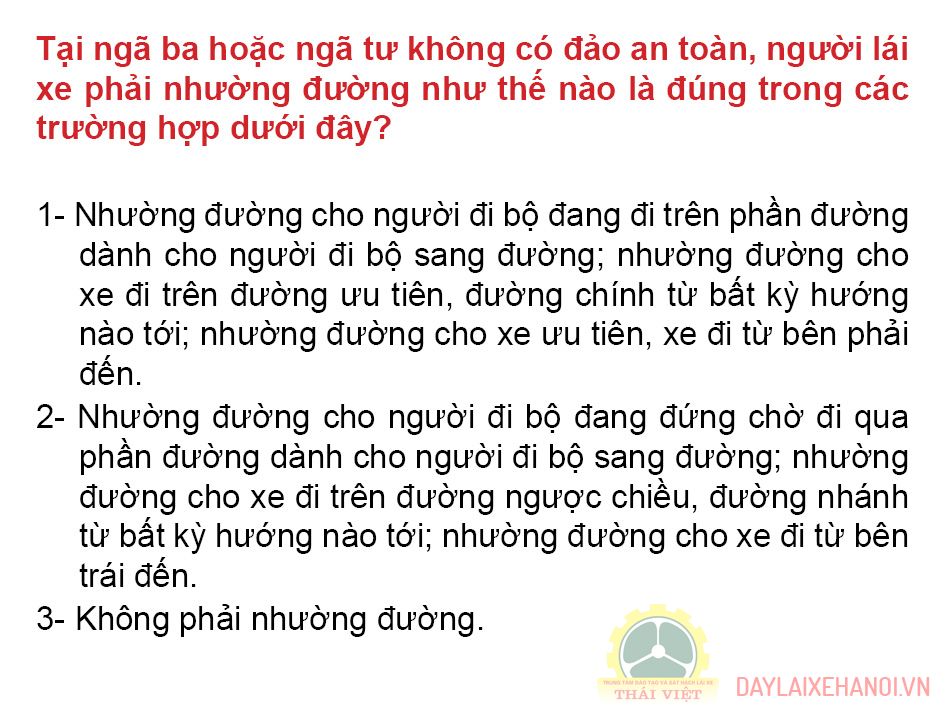 Tại ngã ba hoặc ngã tư không có đảo an toàn, người lái
xe phải nhường đường như thế nào là đúng trong các
trường hợp dưới đây?
1- Nhường đường cho người đi bộ đang đi trên phần đường
dành cho người đi bộ sang đường; nhường đường cho
xe đi trên đường ưu tiên, đường chính từ bất kỳ hướng
nào tới; nhường đường cho xe ưu tiên, xe đi từ bên phải
đến.
2- Nhường đường cho người đi bộ đang đứng chờ đi qua
phần đường dành cho người đi bộ sang đường; nhường
đường cho xe đi trên đường ngược chiều, đường nhánh
từ bất kỳ hướng nào tới; nhường đường cho xe đi từ bên
trái đến.
3- Không phải nhường đường.
TRUNG TÂM ĐÀO TẠO VÀ SÁT HẠCH LÁI XE
THÁI VIỆT
DAYLAIXEHANOI.VN